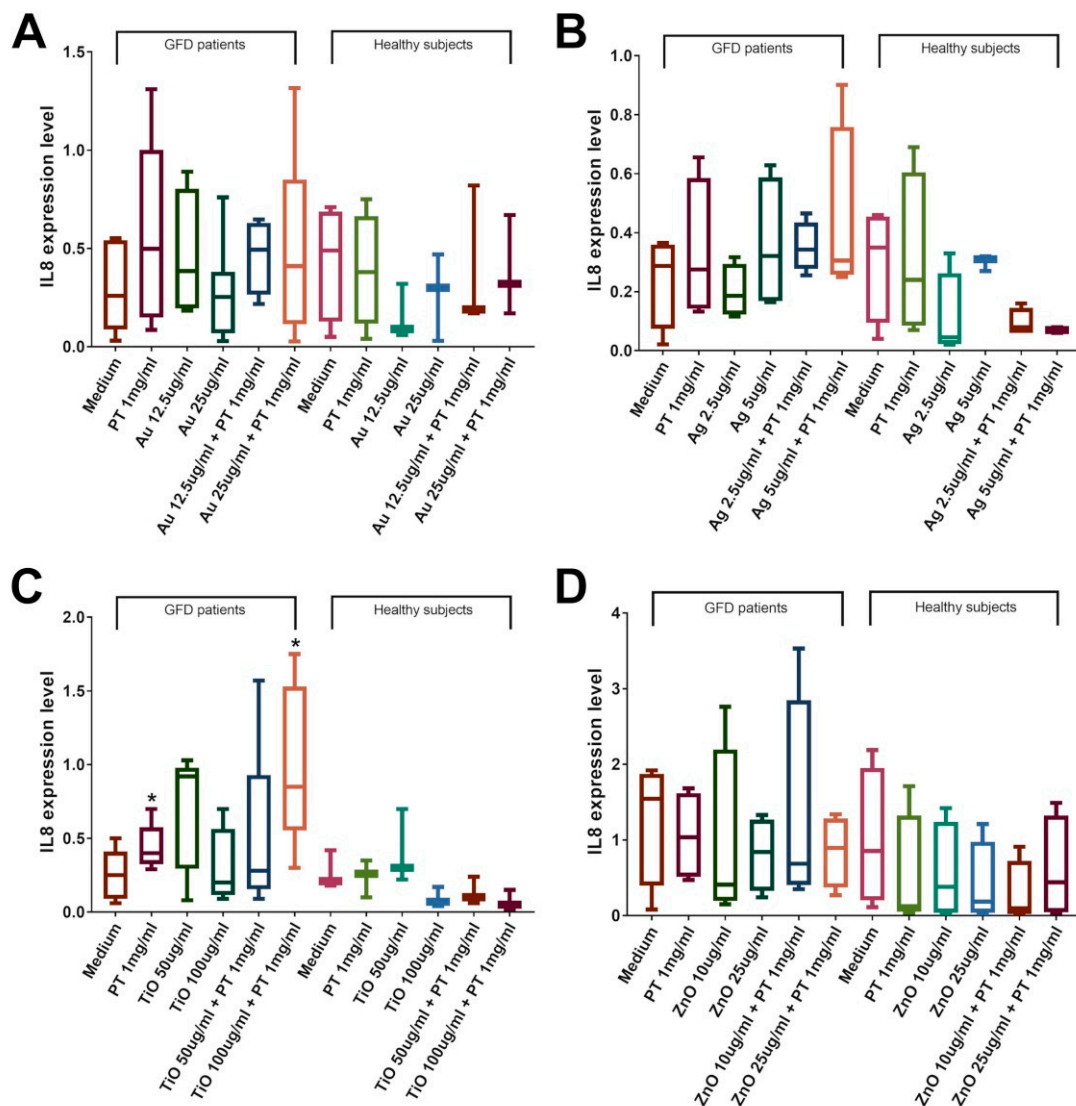 A
GFD patients
Healthy subjects
IL8 expression level
1.5
1.0
0.5
0.0
Medium
PT 1mg/ml
Au 12.5ug/ml
Au 25ug/ml
Au 12.5ug/ml + PT 1mg/ml
Au 25ug/ml + PT 1mg/ml
Medium
PT 1mg/ml
Au 12.5ug/ml
Au 25ug/ml
Au 12.5ug/ml + PT 1mg/ml
Au 25ug/ml + PT 1mg/ml
B
GFD patients
Healthy subjects
IL8 expression level
1.0
0.8
0.6
0.4
0.2
0.0
Medium
PT 1mg/ml
Ag 2.5ug/ml
Ag 5ug/ml
Ag 2.5ug/ml + PT 1mg/ml
Ag 5ug/ml + PT 1mg/ml
Medium
PT 1mg/ml
Ag 2.5ug/ml
Ag 5ug/ml
Ag 2.5ug/ml + PT 1mg/ml
Ag 5ug/ml + PT 1mg/ml
C
GFD patients
Healthy subjects
IL8 expression level
2.0
1.5
1.0
0.5
0.0
*
*
Medium
PT 1mg/ml
TiO 50ug/ml
TiO 100ug/ml
TiO 50ug/ml + PT 1mg/ml
TiO 100ug/ml + PT 1mg/ml
Medium
PT 1mg/ml
TiO 50ug/ml
TiO 100ug/ml
TiO 50ug/ml + PT 1mg/ml
TiO 100ug/ml + PT 1mg/ml
D
GFD patients
Healthy subjects
IL8 expression level
4
3
2
1
0
Medium
PT 1mg/ml
ZnO 10ug/ml
ZnO 25ug/ml
ZnO 10ug/ml + PT 1mg/ml
ZnO 25ug/ml + PT 1mg/ml
Medium
PT 1mg/ml
ZnO 10ug/ml
ZnO 25ug/ml
ZnO 10ug/ml + PT 1mg/ml
ZnO 25ug/ml + PT 1mg/ml